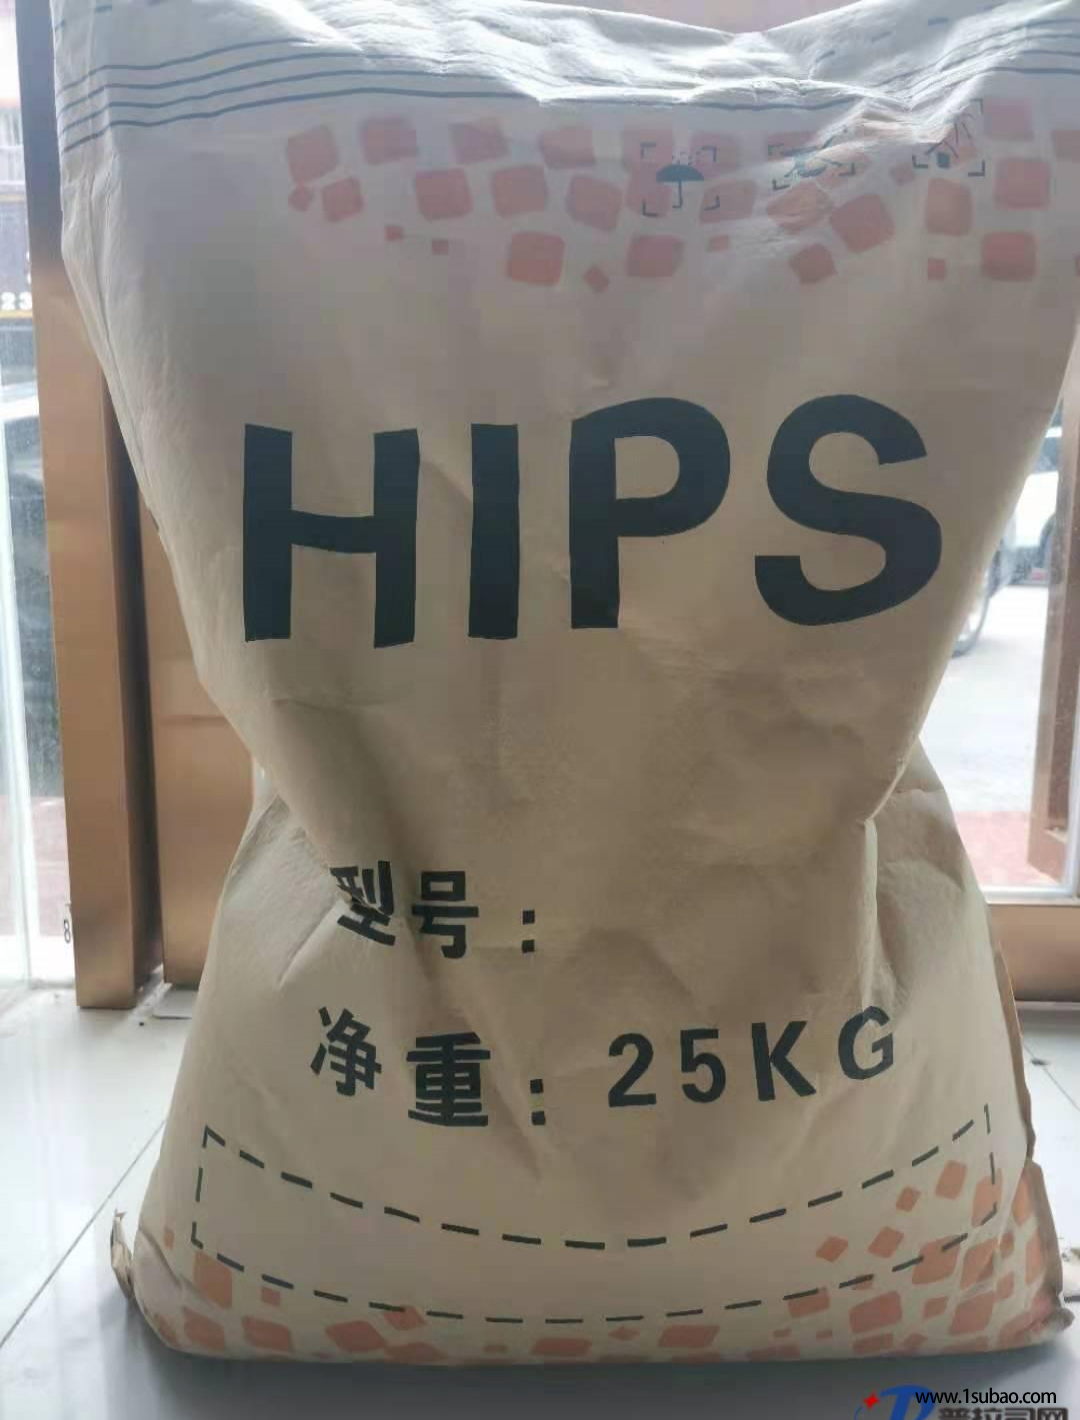 HIPS
型号：
净重：25KG
www.1subao.com